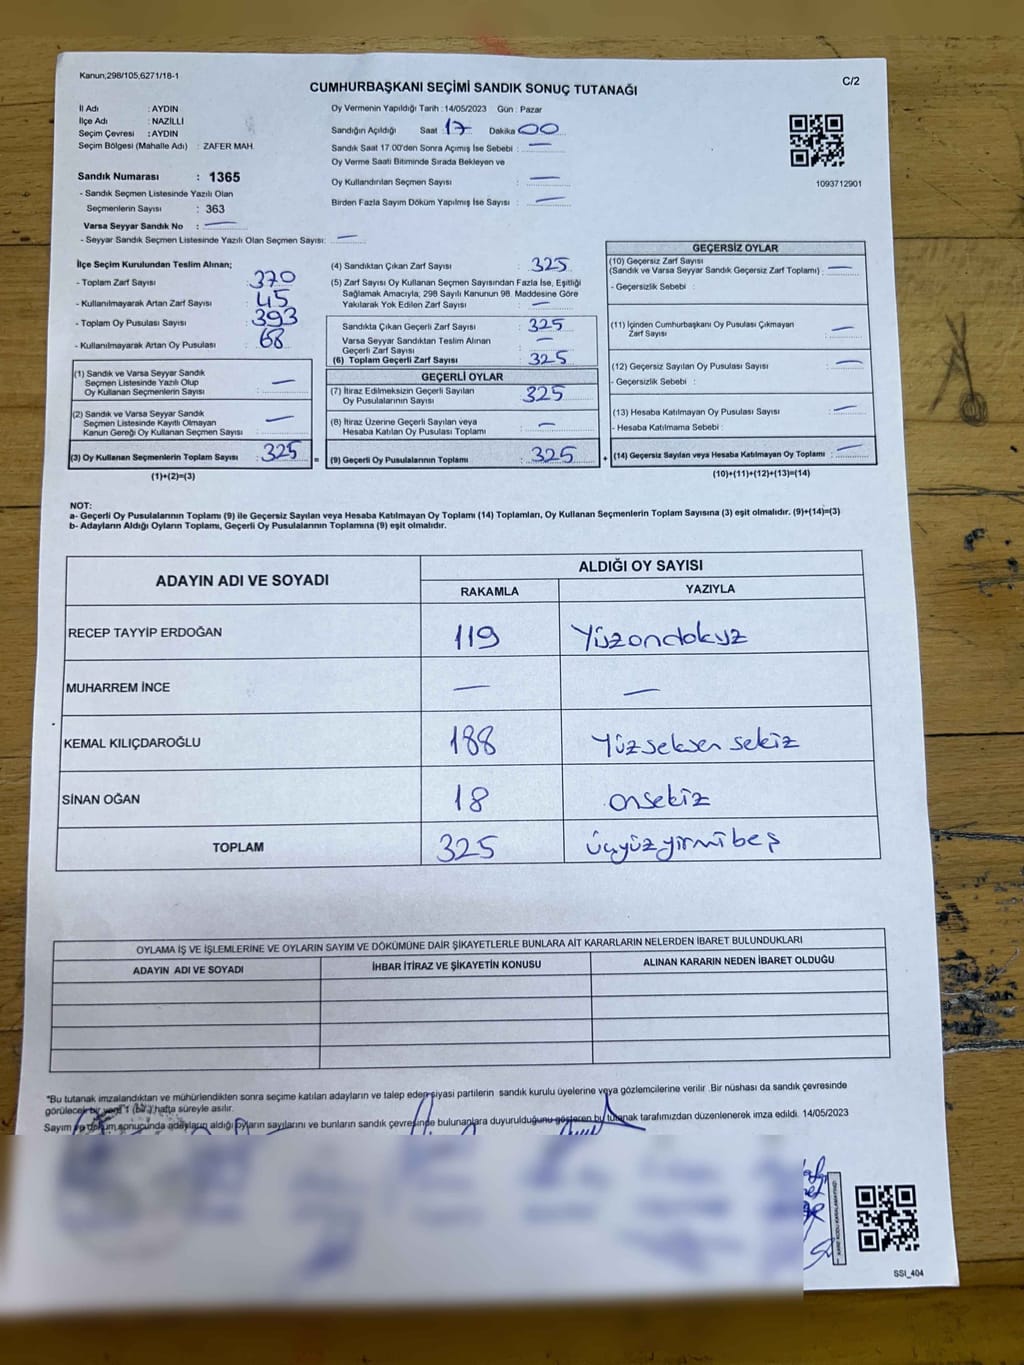 Kanun,298/105,6271/18-1
CUMHURBAŞKANI SEÇİMİ SANDIK SONUÇ TUTANAĞI
C/2
İl Adı : AYDIN
İlçe Adı : NAZİLLİ
Seçim Çevresi : AYDIN
Seçim Bölgesi (Mahalle Adı) : ZAFER MAH.
Sandık Numarası : 1365
- Sandık Seçmen Listesinde Yazılı Olan
Seçmenlerin Sayısı : 363
Varsa Seyyar Sandık No : —
- Seyyar Sandık Seçmen Listesinde Yazılı Olan Seçmen Sayısı: —
Oy Vermenin Yapıldığı Tarih : 14/05/2023 Gün : Pazar
Sandığın Açıldığı Saat 17 Dakika 00
Sandık Saat 17.00'den Sonra Açımış İse Sebebi : —
Oy Verme Saati Bitiminde Sırada Bekleyen ve
Oy Kullandırılan Seçmen Sayısı : —
Birden Fazla Sayım Döküm Yapılmış İse Sayısı : —
1093712901
İlçe Seçim Kurulundan Teslim Alınan;
- Toplam Zarf Sayısı : 370
- Kullanılmayarak Artan Zarf Sayısı : 45
- Toplam Oy Pusulası Sayısı : 393
- Kullanılmayarak Artan Oy Pusulası : 68
(1) Sandık ve Varsa Seyyar Sandık
Seçmen Listesinde Yazılı Olup
Oy Kullanan Seçmenlerin Sayısı : —
(2) Sandık ve Varsa Seyyar Sandık
Seçmen Listesinde Kayıtlı Olmayan
Kanun Gereği Oy Kullanan Seçmen Sayısı : —
(3) Oy Kullanan Seçmenlerin Toplam Sayısı : 325 =
(1)+(2)=(3)
(4) Sandıktan Çıkan Zarf Sayısı : 325
(5) Zarf Sayısı Oy Kullanan Seçmen Sayısından Fazla İse, Eşitliği
Sağlamak Amacıyla, 298 Sayılı Kanunun 98. Maddesine Göre
Yakılarak Yok Edilen Zarf Sayısı : —
Sandıkta Çıkan Geçerli Zarf Sayısı : 325
Varsa Seyyar Sandıktan Teslim Alınan
Geçerli Zarf Sayısı : —
(6) Toplam Geçerli Zarf Sayısı : 325
GEÇERLİ OYLAR
(7) İtiraz Edilmeksizin Geçerli Sayılan
Oy Pusulalarının Sayısı : 325
(8) İtiraz Üzerine Geçerli Sayılan veya
Hesaba Katılan Oy Pusulası Toplamı : —
(9) Geçerli Oy Pusulalarının Toplamı : 325 +
GEÇERSİZ OYLAR
(10) Geçersiz Zarf Sayısı
(Sandık ve Varsa Seyyar Sandık Geçersiz Zarf Toplamı) : —
- Geçersizlik Sebebi :
(11) İçinden Cumhurbaşkanı Oy Pusulası Çıkmayan
Zarf Sayısı : —
(12) Geçersiz Sayılan Oy Pusulası Sayısı : —
- Geçersizlik Sebebi :
(13) Hesaba Katılmayan Oy Pusulası Sayısı : —
- Hesaba Katılmama Sebebi :
(14) Geçersiz Sayılan veya Hesaba Katılmayan Oy Toplamı : —
(10)+(11)+(12)+(13)=(14)
NOT:
a- Geçerli Oy Pusulalarının Toplamı (9) ile Geçersiz Sayılan veya Hesaba Katılmayan Oy Toplamı (14) Toplamları, Oy Kullanan Seçmenlerin Toplam Sayısına (3) eşit olmalıdır. (9)+(14)=(3)
b- Adayların Aldığı Oyların Toplamı, Geçerli Oy Pusulalarının Toplamına (9) eşit olmalıdır.
ADAYIN ADI VE SOYADI
ALDIĞI OY SAYISI
RAKAMLA YAZIYLA
RECEP TAYYİP ERDOĞAN 119 Yüzondokuz
MUHARREM İNCE — —
KEMAL KILIÇDAROĞLU 188 Yüzseksen sekiz
SİNAN OĞAN 18 onsekiz
TOPLAM 325 üçyüzyirmibeş
OYLAMA İŞ VE İŞLEMLERİNE VE OYLARIN SAYIM VE DÖKÜMÜNE DAİR ŞİKAYETLERLE BUNLARA AİT KARARLARIN NELERDEN İBARET BULUNDUKLARI
ADAYIN ADI VE SOYADI İHBAR İTİRAZ VE ŞİKAYETİN KONUSU ALINAN KARARIN NEDEN İBARET OLDUĞU
*Bu tutanak imzalandıktan ve mühürlendikten sonra seçime katılan adayların ve talep eden siyasi partilerin sandık kurulu üyelerine veya gözlemcilerine verilir .Bir nüshası da sandık çevresinde
görülecek bir yere 1 (bir) hafta süreyle asılır.
Sayım ve döküm sonucunda adayların aldığı oyların sayılarını ve bunların sandık çevresinde bulunanlara duyurulduğunu gösteren bu tutanak tarafımızdan düzenlenerek imza edildi. 14/05/2023
SSİ_404